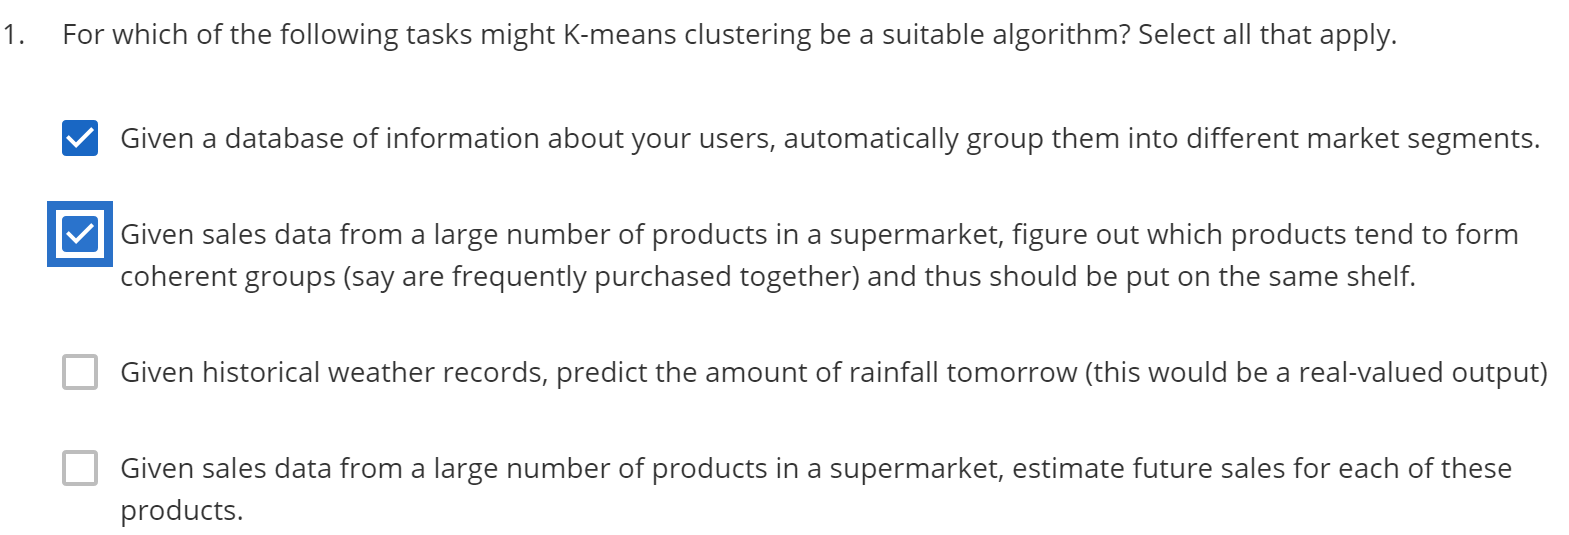 1. For which of the following tasks might K-means clustering be a suitable algorithm? Select all that apply.
Given a database of information about your users, automatically group them into different market segments.
Given sales data from a large number of products in a supermarket, figure out which products tend to form
coherent groups (say are frequently purchased together) and thus should be put on the same shelf.
Given historical weather records, predict the amount of rainfall tomorrow (this would be a real-valued output)
Given sales data from a large number of products in a supermarket, estimate future sales for each of these
products.